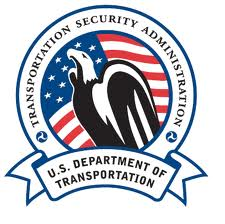 TRANSPORTATION SECURITY ADMINISTRATION
U.S. DEPARTMENT OF
TRANSPORTATION